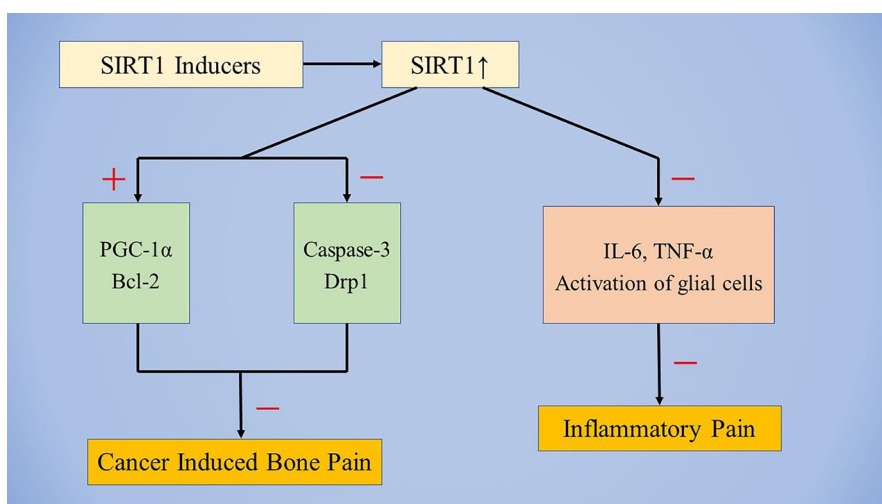 SIRT1 Inducers
SIRT1↑
+
−
−
PGC-1α
Bcl-2
Caspase-3
Drp1
IL-6, TNF-α
Activation of glial cells
−
−
Cancer Induced Bone Pain
Inflammatory Pain